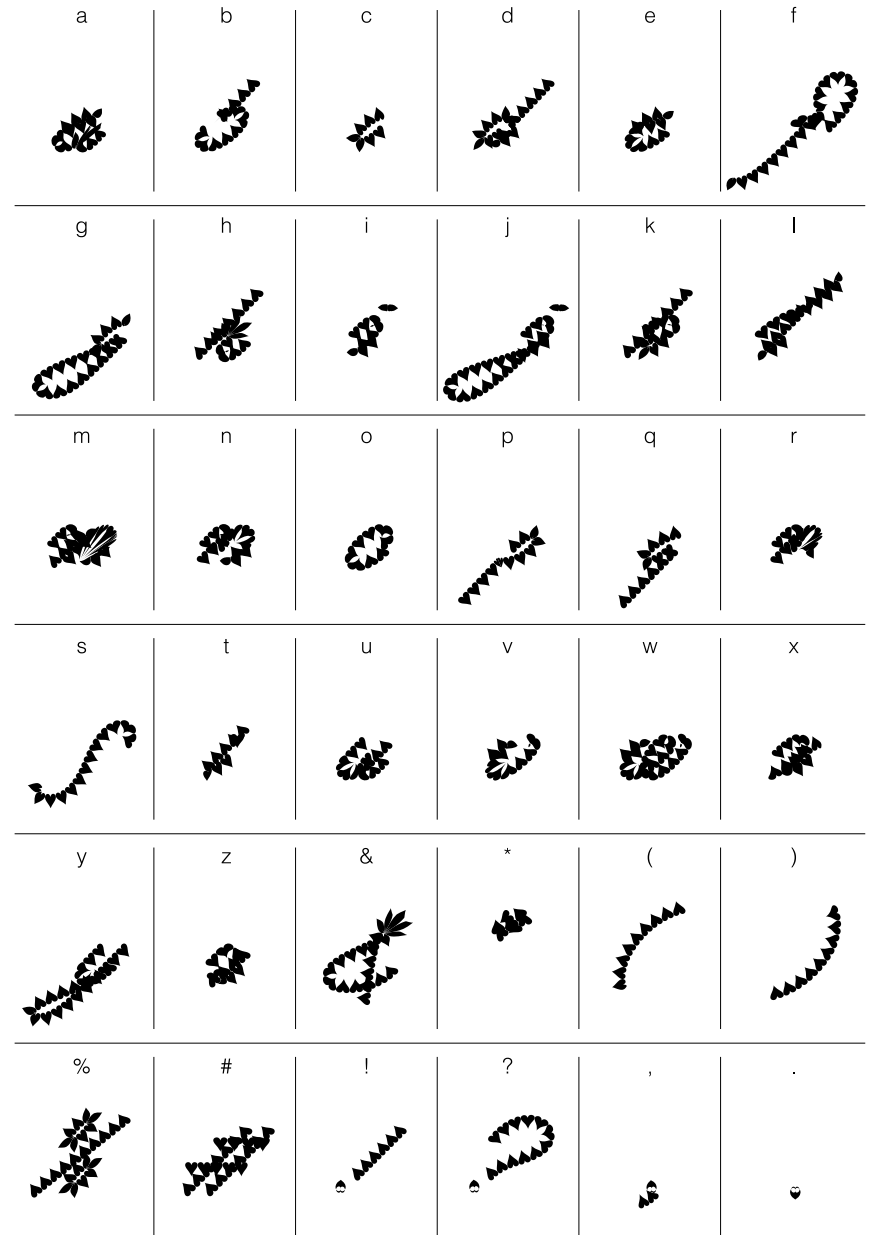 a b c d e f
g h i j k l
m n o p q r
s t u v w x
y z & * ( )
% # ! ? , .